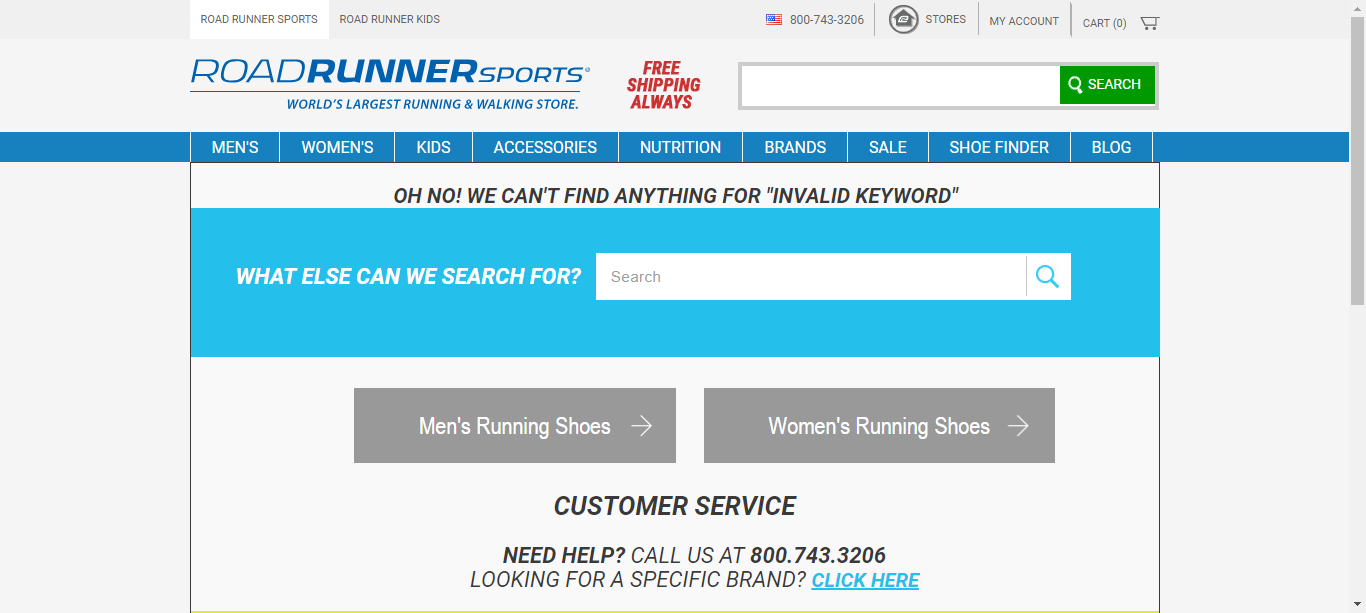 ROAD RUNNER SPORTS ROAD RUNNER KIDS 800-743-3206 STORES MY ACCOUNT CART (0)
ROADRUNNERSPORTS®
WORLD'S LARGEST RUNNING & WALKING STORE.
FREE
SHIPPING
ALWAYS
SEARCH
MEN'S WOMEN'S KIDS ACCESSORIES NUTRITION BRANDS SALE SHOE FINDER BLOG
OH NO! WE CAN'T FIND ANYTHING FOR "INVALID KEYWORD"
WHAT ELSE CAN WE SEARCH FOR? Search
Men's Running Shoes Women's Running Shoes
CUSTOMER SERVICE
NEED HELP? CALL US AT 800.743.3206
LOOKING FOR A SPECIFIC BRAND? CLICK HERE